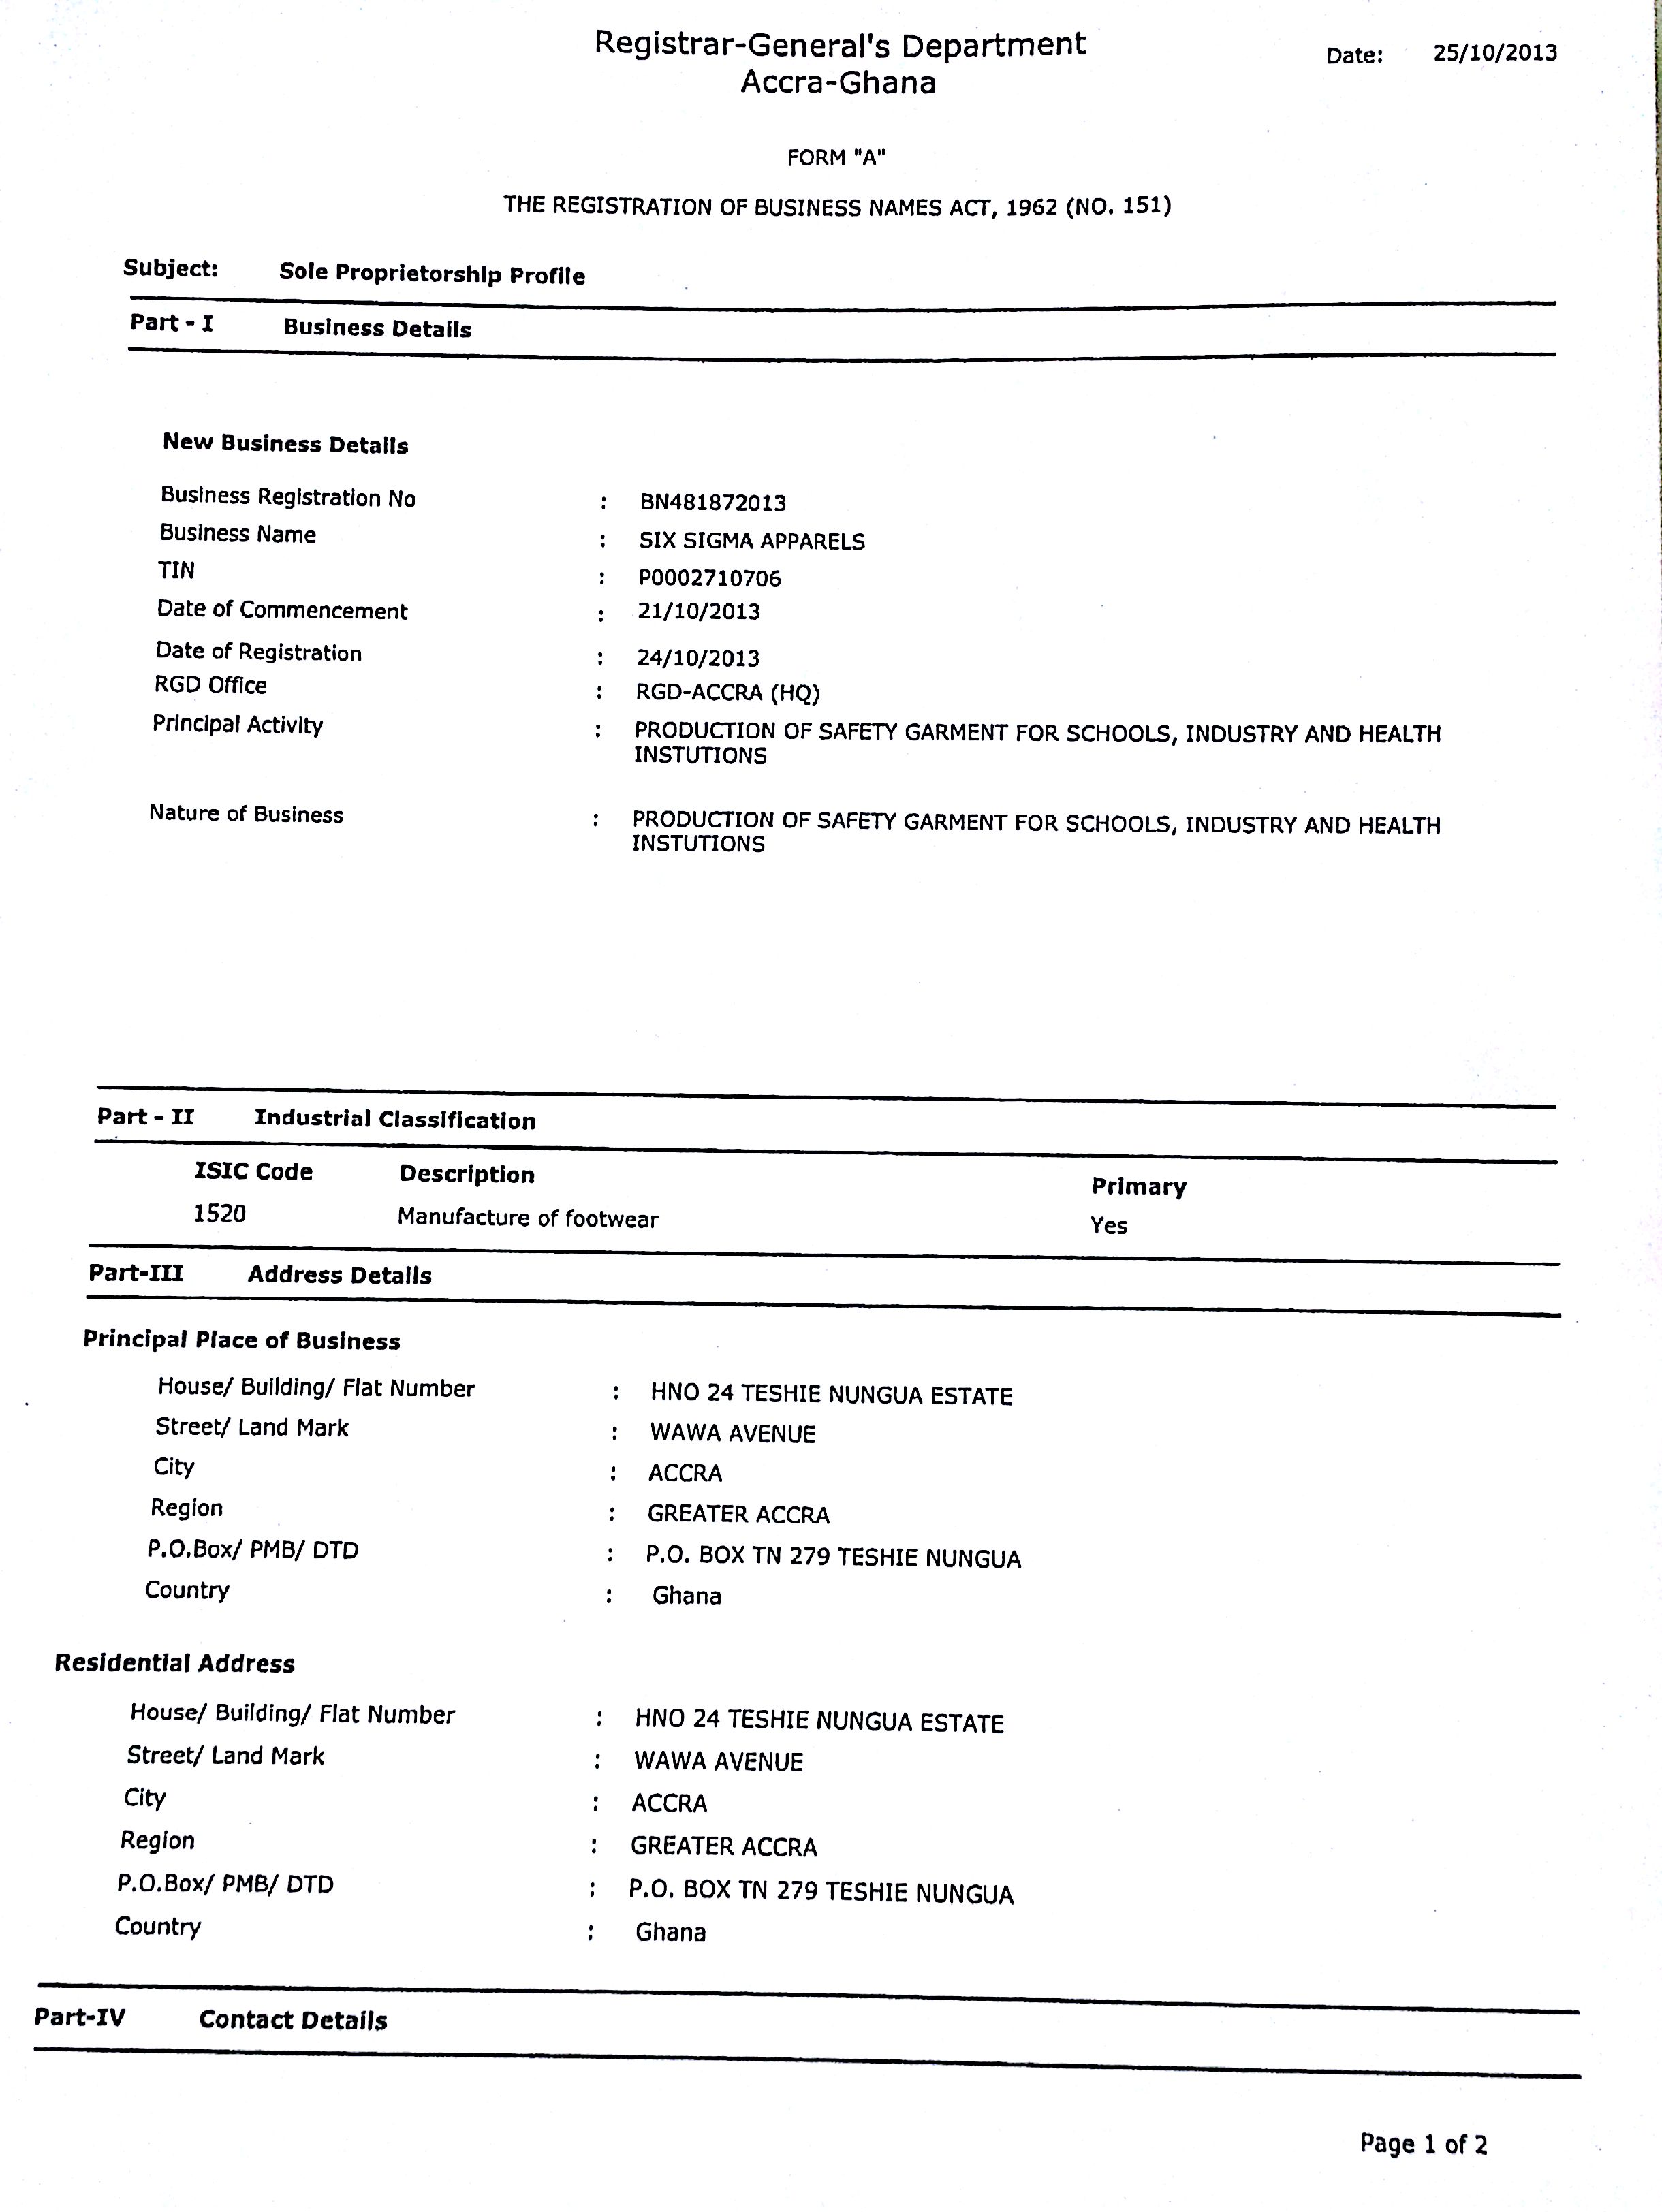 Registrar-General's Department
Date: 25/10/2013
Accra-Ghana
FORM "A"
THE REGISTRATION OF BUSINESS NAMES ACT, 1962 (NO. 151)
Subject: Sole Proprietorship Profile
Part - I Business Details
New Business Details
Business Registration No : BN481872013
Business Name : SIX SIGMA APPARELS
TIN : P0002710706
Date of Commencement : 21/10/2013
Date of Registration : 24/10/2013
RGD Office : RGD-ACCRA (HQ)
Principal Activity : PRODUCTION OF SAFETY GARMENT FOR SCHOOLS, INDUSTRY AND HEALTH
INSTUTIONS
Nature of Business : PRODUCTION OF SAFETY GARMENT FOR SCHOOLS, INDUSTRY AND HEALTH
INSTUTIONS
Part - II Industrial Classification
ISIC Code Description Primary
1520 Manufacture of footwear Yes
Part-III Address Details
Principal Place of Business
House/ Building/ Flat Number : HNO 24 TESHIE NUNGUA ESTATE
Street/ Land Mark : WAWA AVENUE
City : ACCRA
Region : GREATER ACCRA
P.O.Box/ PMB/ DTD : P.O. BOX TN 279 TESHIE NUNGUA
Country : Ghana
Residential Address
House/ Building/ Flat Number : HNO 24 TESHIE NUNGUA ESTATE
Street/ Land Mark : WAWA AVENUE
City : ACCRA
Region : GREATER ACCRA
P.O.Box/ PMB/ DTD : P.O. BOX TN 279 TESHIE NUNGUA
Country : Ghana
Part-IV Contact Details
Page 1 of 2